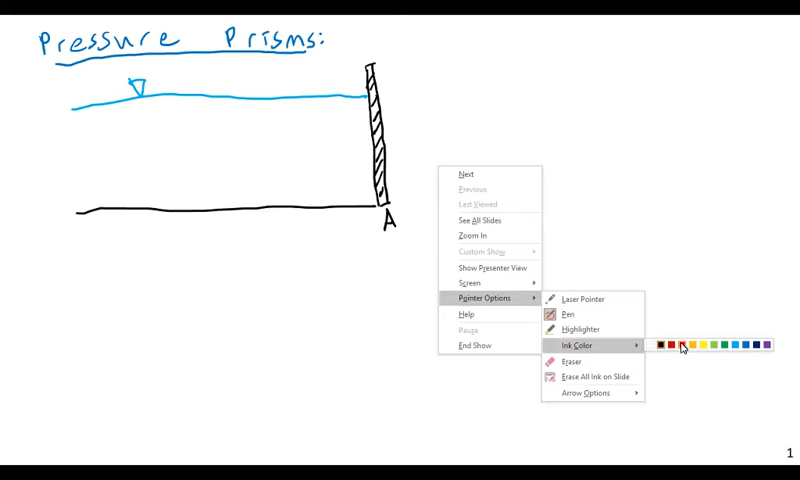 Pressure Prisms:
A
Next
Previous
Last Viewed
See All Slides
Zoom In
Custom Show
Show Presenter View
Screen
Pointer Options
Help
Pause
End Show
Laser Pointer
Pen
Highlighter
Ink Color
Eraser
Erase All Ink on Slide
Arrow Options
1